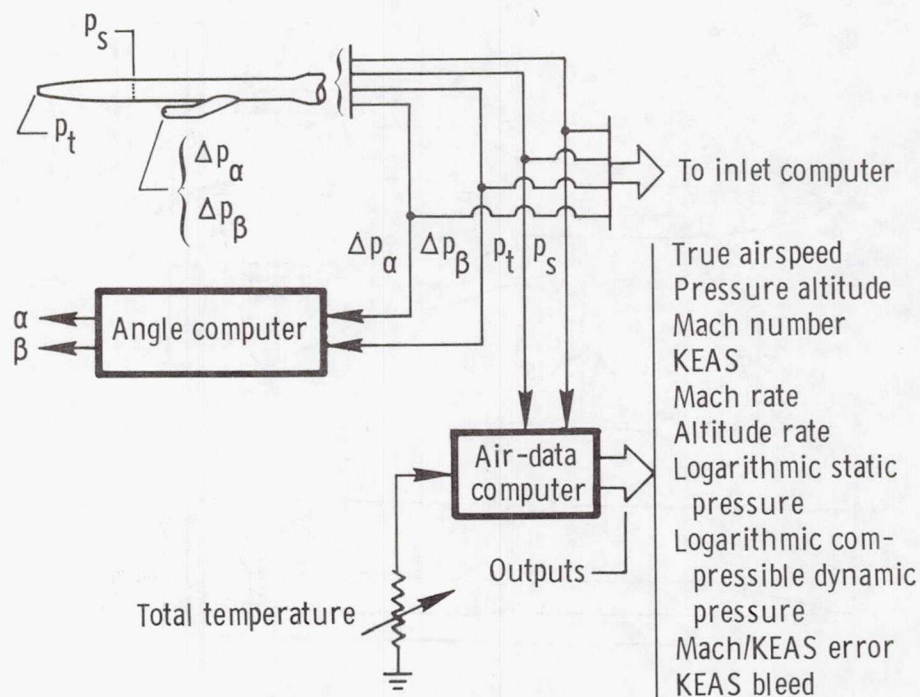 p_s
p_t
Δp_α
Δp_β
To inlet computer
Δp_α Δp_β p_t p_s
α
β
Angle computer
True airspeed
Pressure altitude
Mach number
KEAS
Mach rate
Altitude rate
Logarithmic static
pressure
Logarithmic com-
pressible dynamic
pressure
Mach/KEAS error
KEAS bleed
Air-data
computer
Outputs
Total temperature